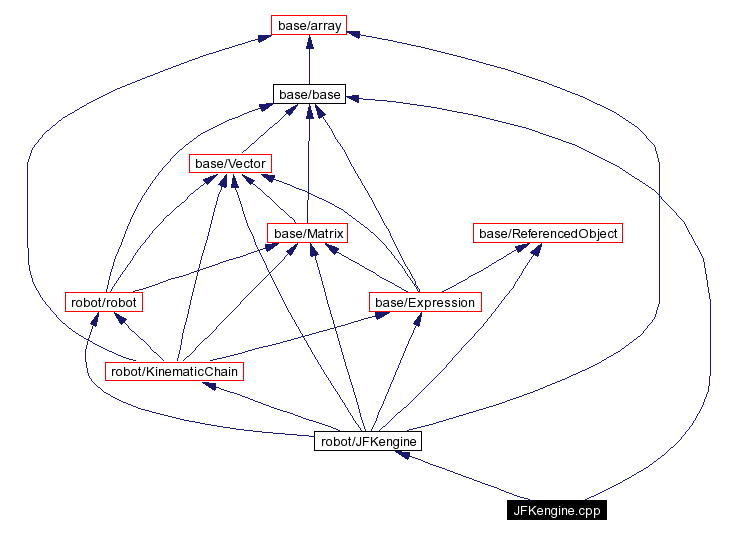 base/array
base/base
base/Vector
base/Matrix
base/ReferencedObject
robot/robot
base/Expression
robot/KinematicChain
robot/JFKengine
JFKengine.cpp